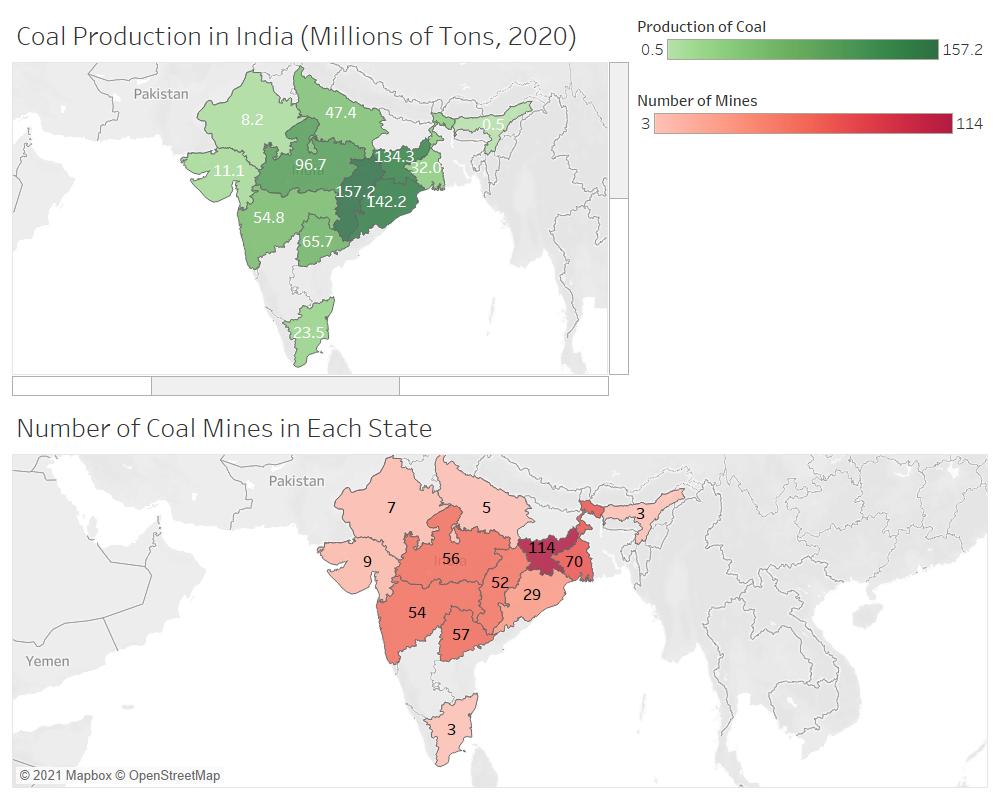 Coal Production in India (Millions of Tons, 2020)
Production of Coal
0.5 157.2
Number of Mines
3 114
Pakistan
8.2
47.4
0.5
11.1
96.7
134.3
32.0
India
157.2
142.2
54.8
65.7
23.5
Number of Coal Mines in Each State
Pakistan
7
5
3
9
56
114
70
India
52
29
54
57
Yemen
3
© 2021 Mapbox © OpenStreetMap